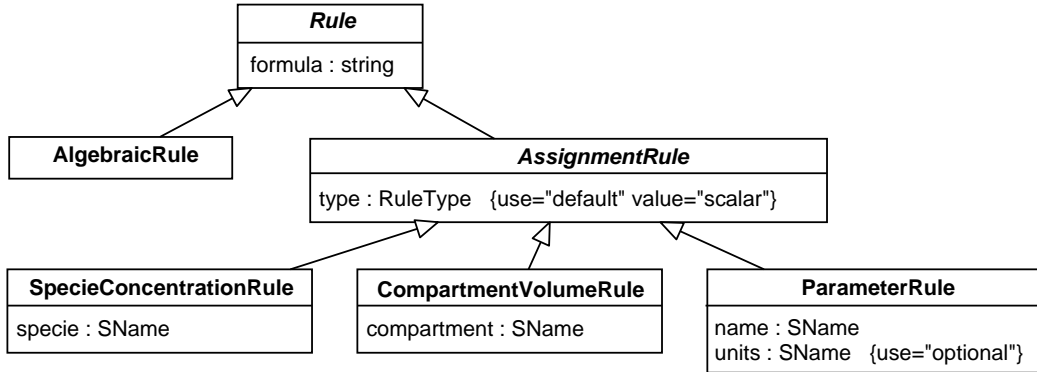 Rule
formula : string
AlgebraicRule
AssignmentRule
type : RuleType {use="default" value="scalar"}
SpecieConcentrationRule
specie : SName
CompartmentVolumeRule
compartment : SName
ParameterRule
name : SName
units : SName {use="optional"}